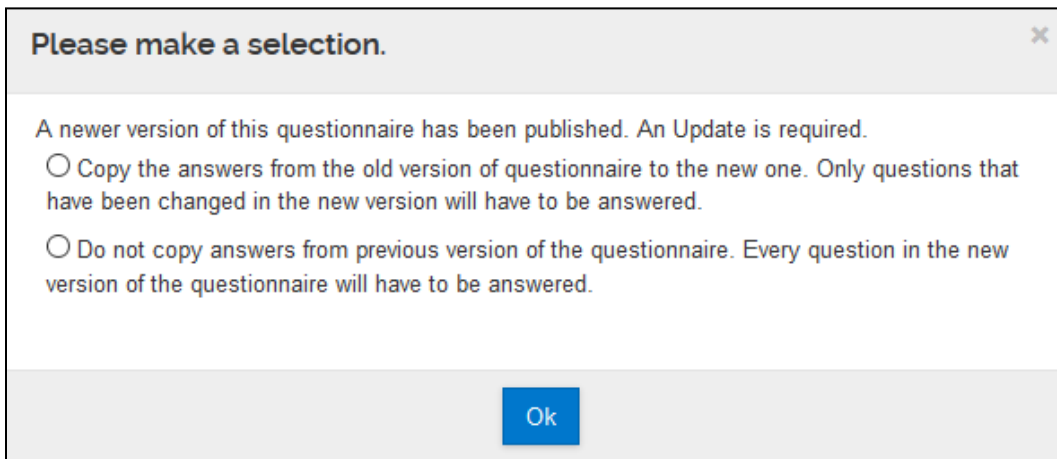 Please make a selection.
A newer version of this questionnaire has been published. An Update is required.
Copy the answers from the old version of questionnaire to the new one. Only questions that
have been changed in the new version will have to be answered.
Do not copy answers from previous version of the questionnaire. Every question in the new
version of the questionnaire will have to be answered.
Ok